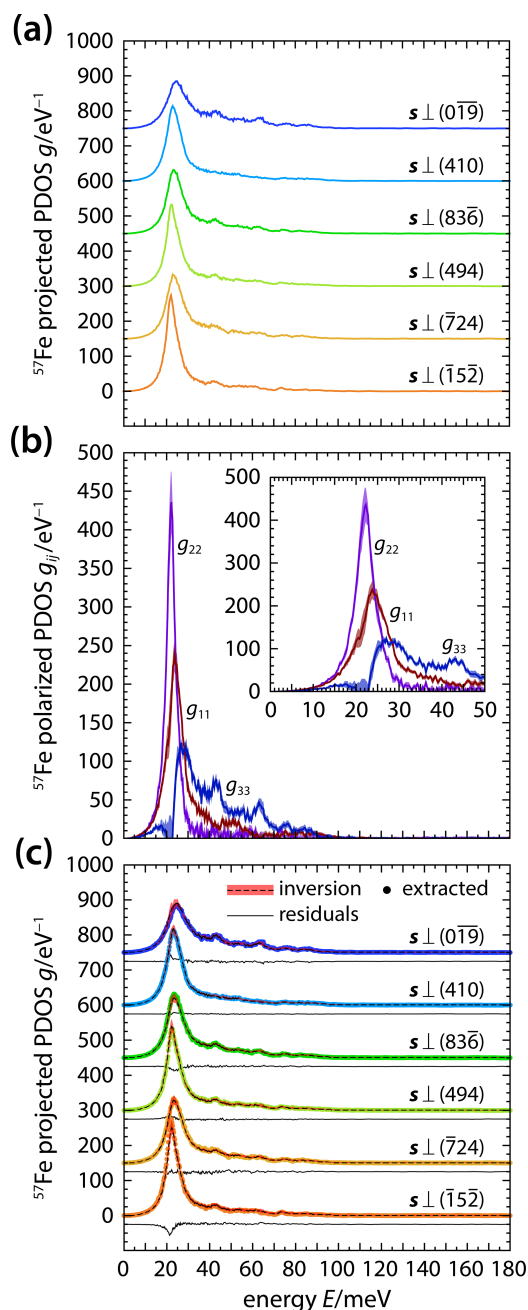 (a)
1000
900
800
700
600
500
400
300
200
100
0
⁵⁷Fe projected PDOS g/eV⁻¹
s ⊥ (01̅1̅9̅)
s ⊥ (410)
s ⊥ (836̅)
s ⊥ (494)
s ⊥ (7̅24)
s ⊥ (1̅52̅)
(b)
500
450
400
350
300
250
200
150
100
50
0
⁵⁷Fe polarized PDOS gᵢⱼ/eV⁻¹
g₂₂
g₁₁
g₃₃
500
400
300
200
100
0
g₂₂
g₁₁
g₃₃
0 10 20 30 40 50
(c)
1000
900
800
700
600
500
400
300
200
100
0
⁵⁷Fe projected PDOS g/eV⁻¹
inversion • extracted
residuals
s ⊥ (01̅9̅)
s ⊥ (410)
s ⊥ (836̅)
s ⊥ (494)
s ⊥ (7̅24)
s ⊥ (1̅52̅)
0 20 40 60 80 100 120 140 160 180
energy E/meV